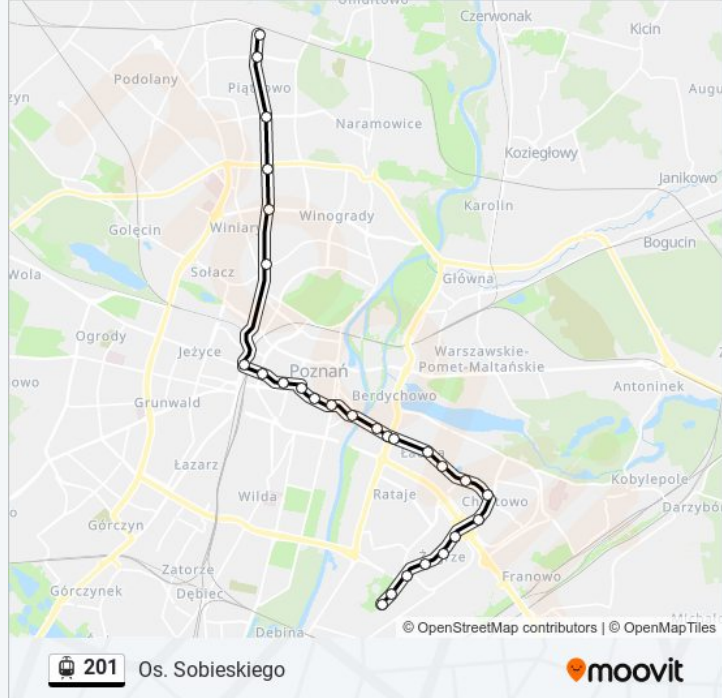 Umultowo
Czerwonak
Kicin
Podolany
Piątkowo
Naramowice
Koziegłowy
Janikowo
Karolin
Winogrady
Winiary
Golęcin
Bogucin
Wola
Sołacz
Główna
Ogrody
Jeżyce
Poznań
Warszawskie-
Pomet-Maltańskie
Antoninek
Berdychowo
Grunwald
Łazarz
Kobylepole
Wilda
Rataje
Chartowo
Górczyn
Zatorze
Franowo
Dębiec
Górczynek
Dębina
© OpenStreetMap contributors | © OpenMapTiles
201 Os. Sobieskiego
moovit